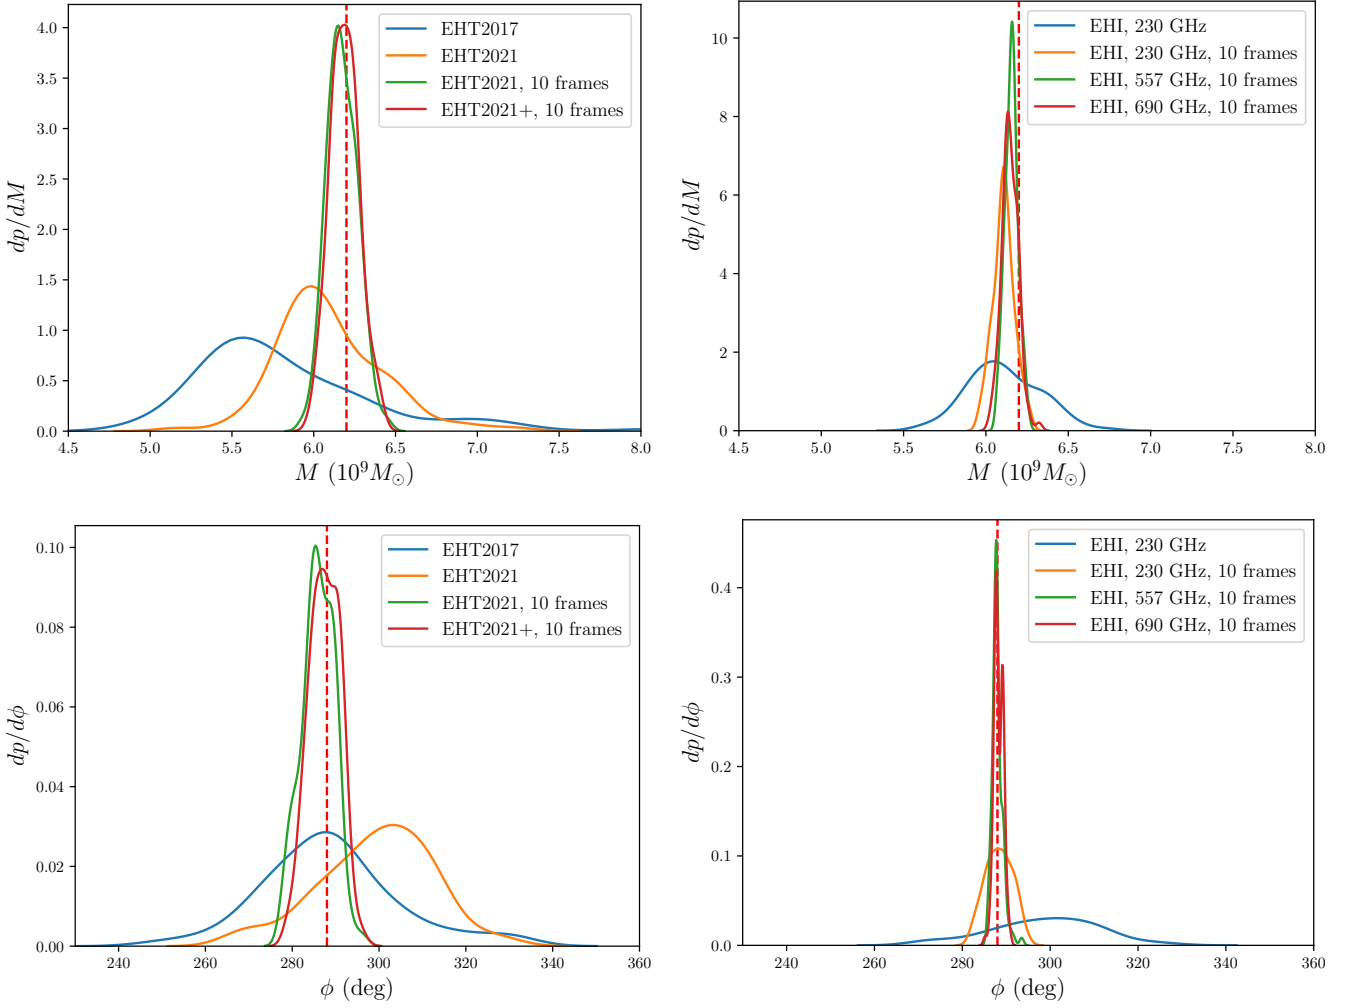 4.0
3.5
3.0
2.5
2.0
1.5
1.0
0.5
0.0
dp/dM
EHT2017
EHT2021
EHT2021, 10 frames
EHT2021+, 10 frames
4.5 5.0 5.5 6.0 6.5 7.0 7.5 8.0
M (10⁹M⊙)
10
8
6
4
2
0
dp/dM
EHI, 230 GHz
EHI, 230 GHz, 10 frames
EHI, 557 GHz, 10 frames
EHI, 690 GHz, 10 frames
4.5 5.0 5.5 6.0 6.5 7.0 7.5 8.0
M (10⁹M⊙)
0.10
0.08
0.06
0.04
0.02
0.00
dp/dϕ
EHT2017
EHT2021
EHT2021, 10 frames
EHT2021+, 10 frames
240 260 280 300 320 340 360
ϕ (deg)
0.4
0.3
0.2
0.1
0.0
dp/dϕ
EHI, 230 GHz
EHI, 230 GHz, 10 frames
EHI, 557 GHz, 10 frames
EHI, 690 GHz, 10 frames
240 260 280 300 320 340 360
ϕ (deg)